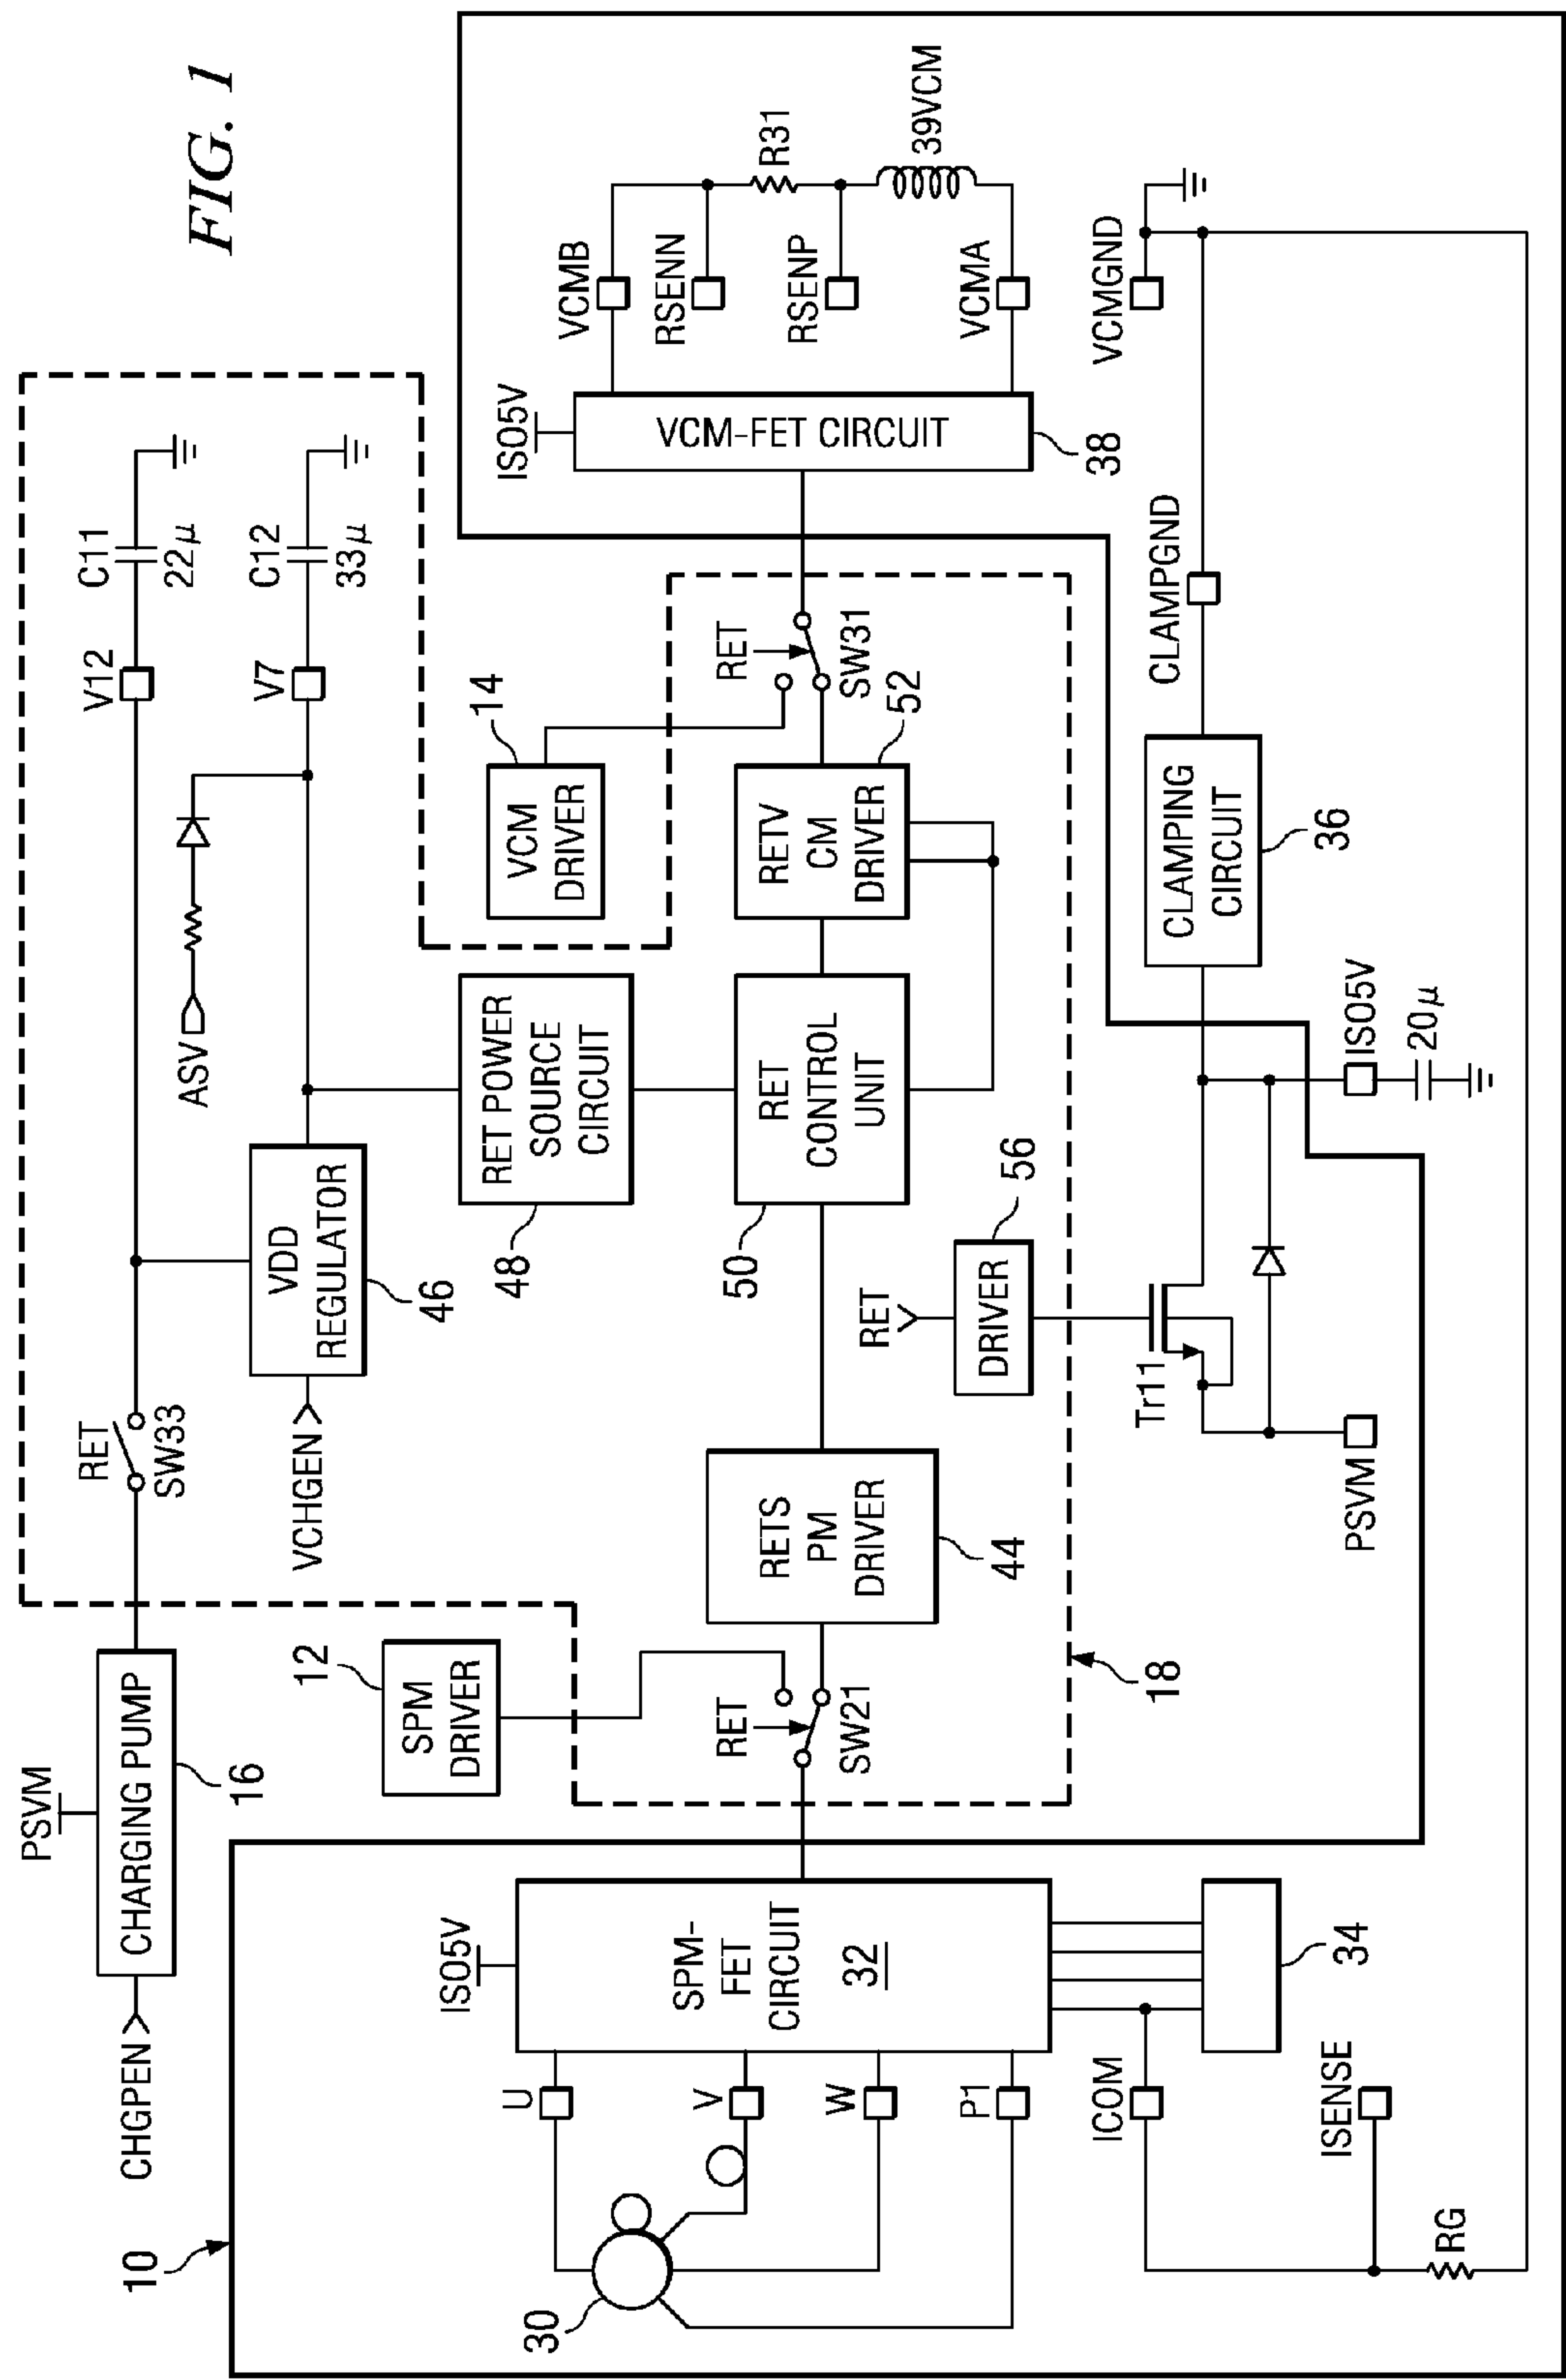 FIG. 1
PSVM
CHGPEN
CHARGING PUMP
16
RET
SW33
V12
C11
22μ
ASV
VCHGEN
VDD
REGULATOR
46
V7
C12
33μ
12
SPM
DRIVER
RET POWER
SOURCE
CIRCUIT
48
14
VCM
DRIVER
RET
SW21
RETS
PM
DRIVER
44
50
RET
CONTROL
UNIT
RETV
CM
DRIVER
52
RET
SW31
RET
DRIVER
56
18
10
30
U
V
W
P1
ISO5V
SPM-
FET
CIRCUIT
32
34
ICOM
ISENSE
RG
ISO5V
VCM-FET CIRCUIT
38
VCMB
RSENN
RSENP
VCMA
R31
39VCM
VCMGND
CLAMPGND
CLAMPING
CIRCUIT
36
Tr11
PSVM
ISO5V
20μ